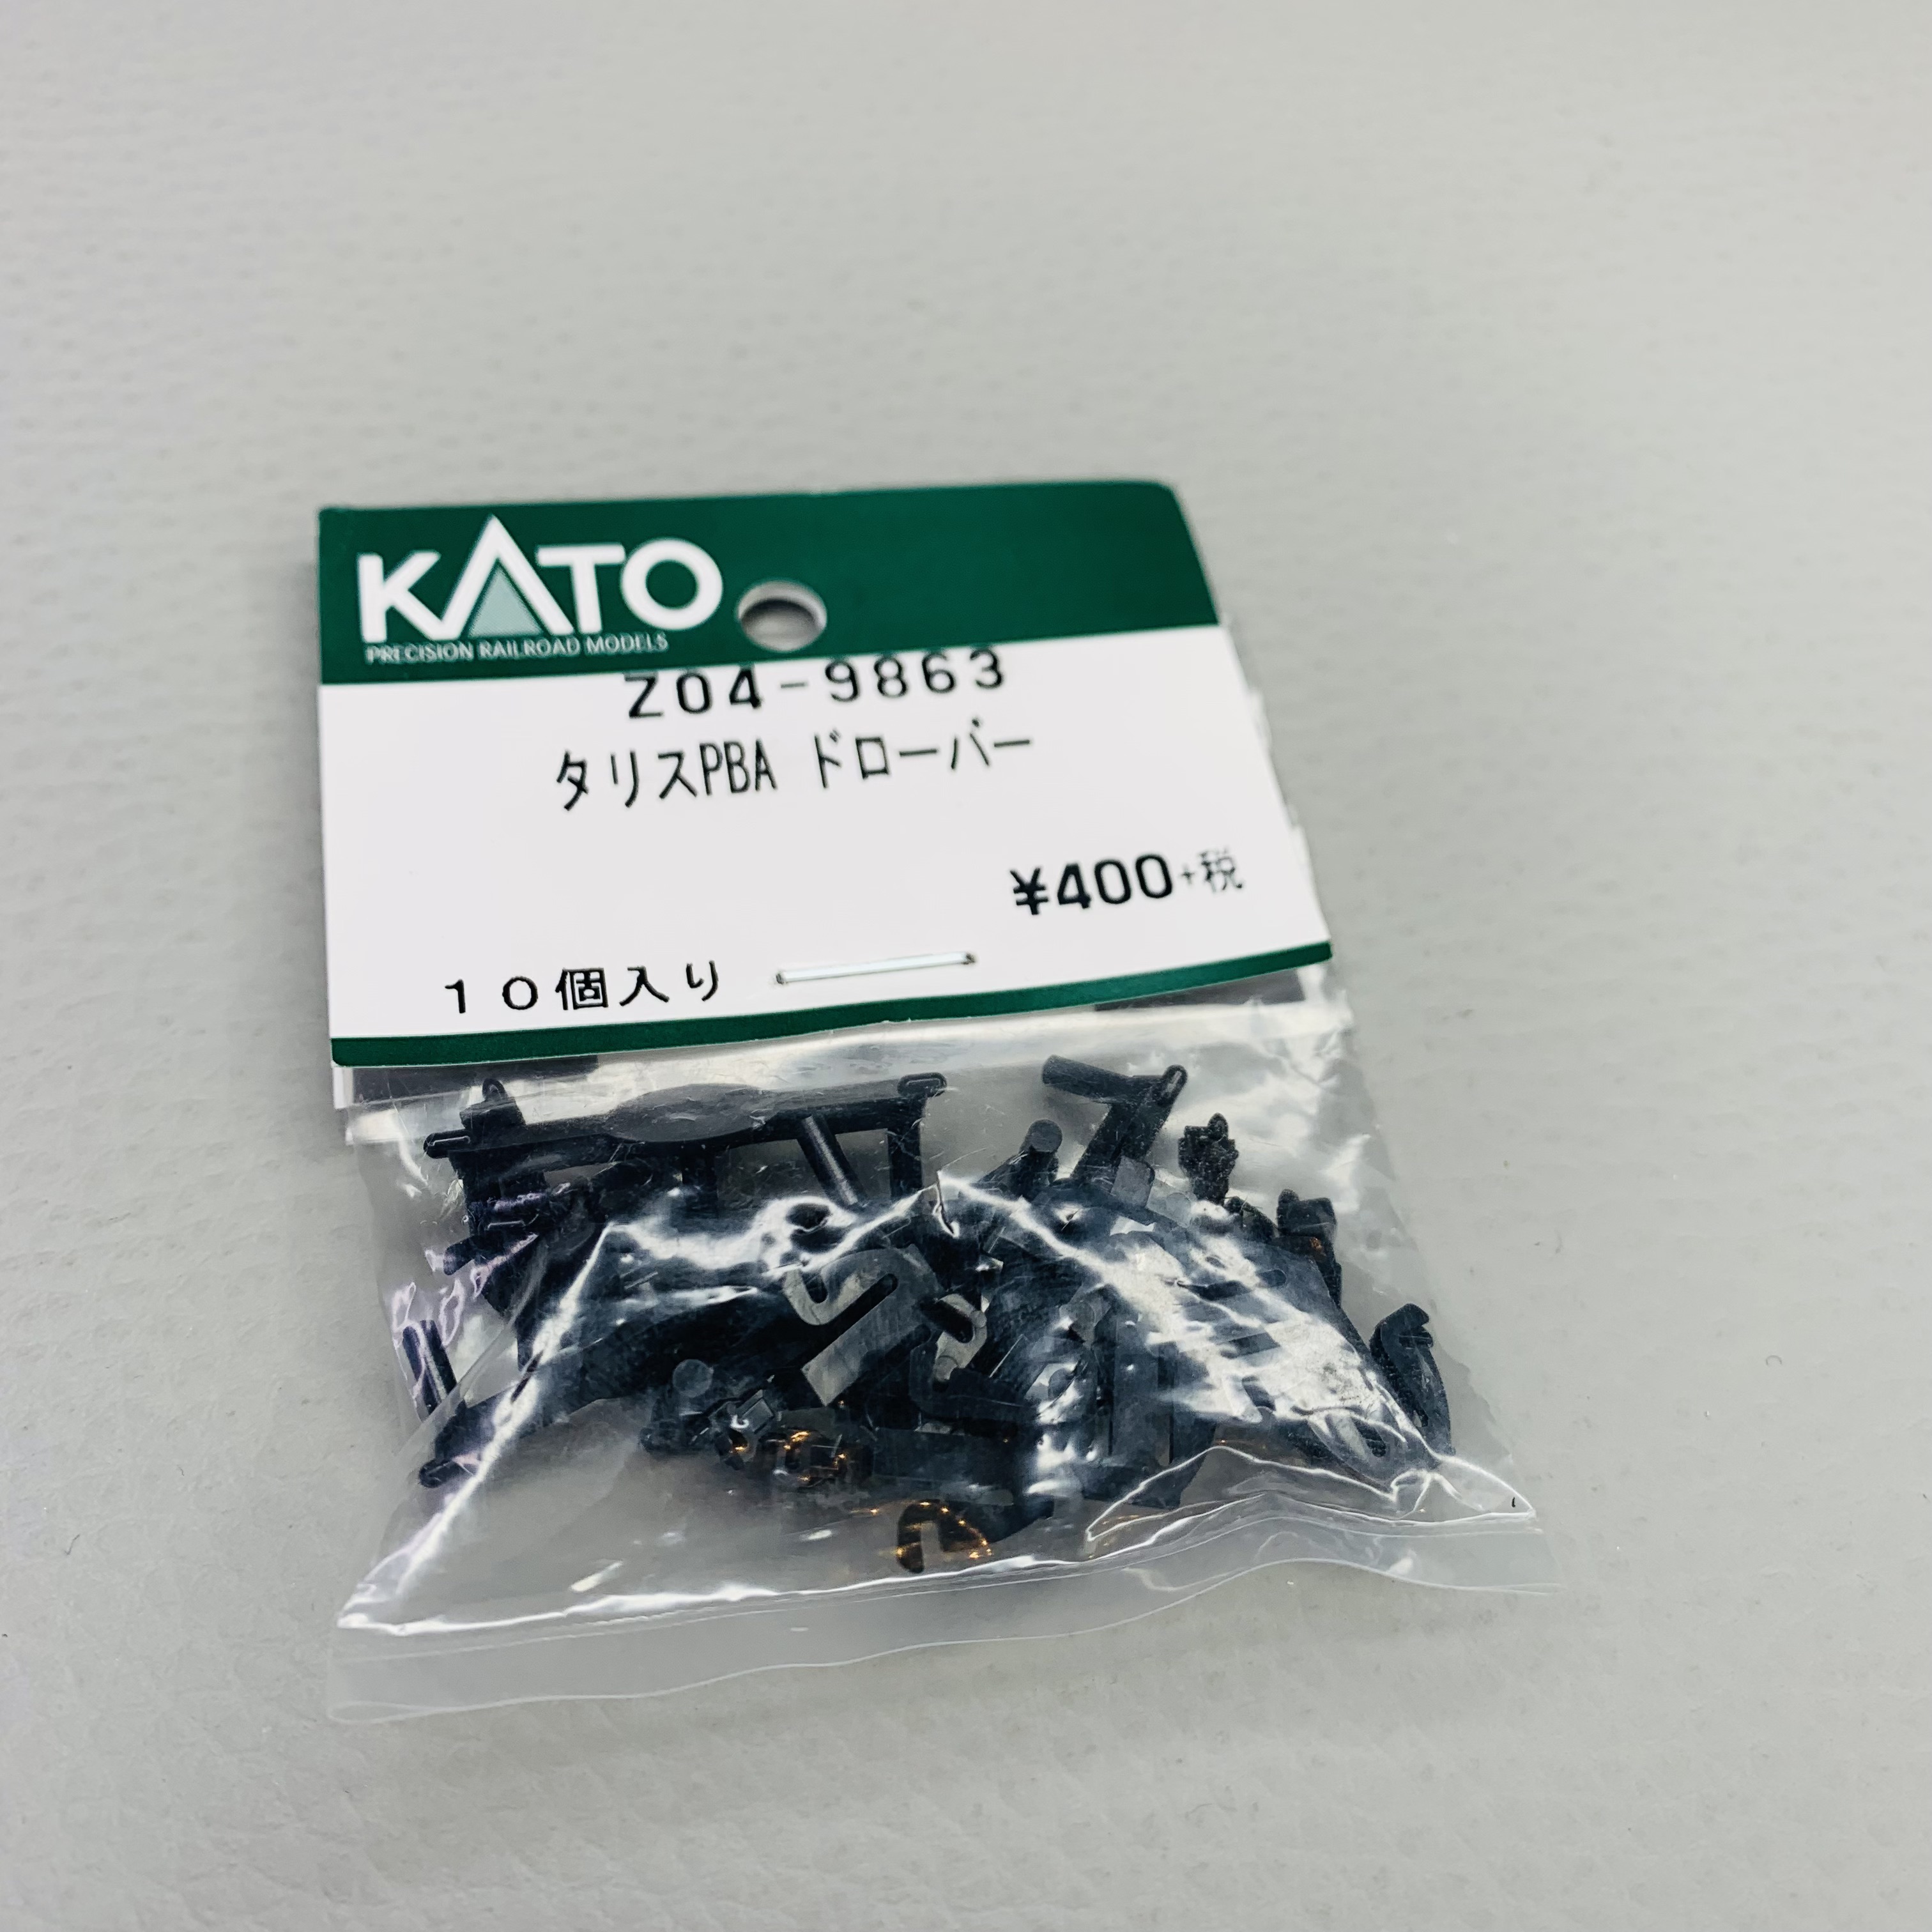 KATO
PRECISION RAILROAD MODELS
Z04-9863
タリスPBA ドローバー
¥400+税
10個入り